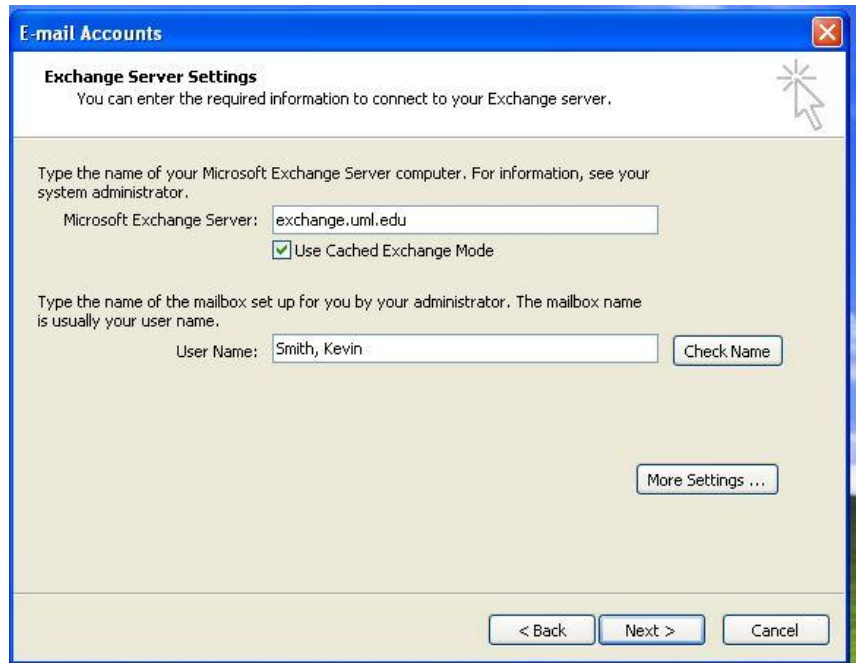 E-mail Accounts
Exchange Server Settings
You can enter the required information to connect to your Exchange server.
Type the name of your Microsoft Exchange Server computer. For information, see your
system administrator.
Microsoft Exchange Server: exchange.uml.edu
Use Cached Exchange Mode
Type the name of the mailbox set up for you by your administrator. The mailbox name
is usually your user name.
User Name: Smith, Kevin Check Name
More Settings ...
< Back Next > Cancel